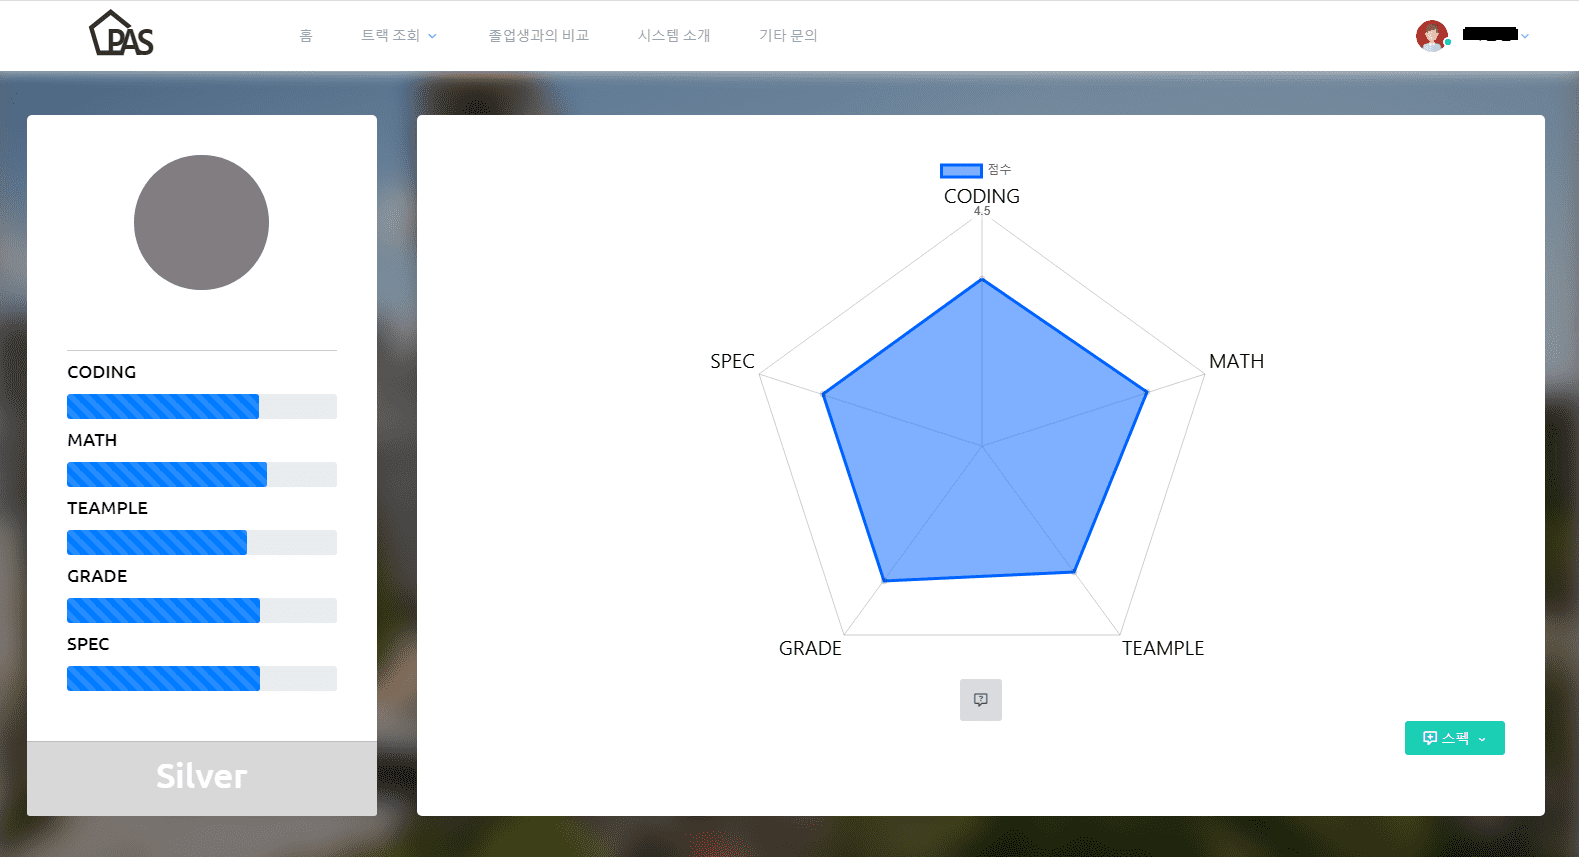 PAS
홈
트랙 조회
졸업생과의 비교
시스템 소개
기타 문의
CODING
MATH
TEAMPLE
GRADE
SPEC
Silver
점수
CODING
4.5
SPEC
MATH
GRADE
TEAMPLE
스펙